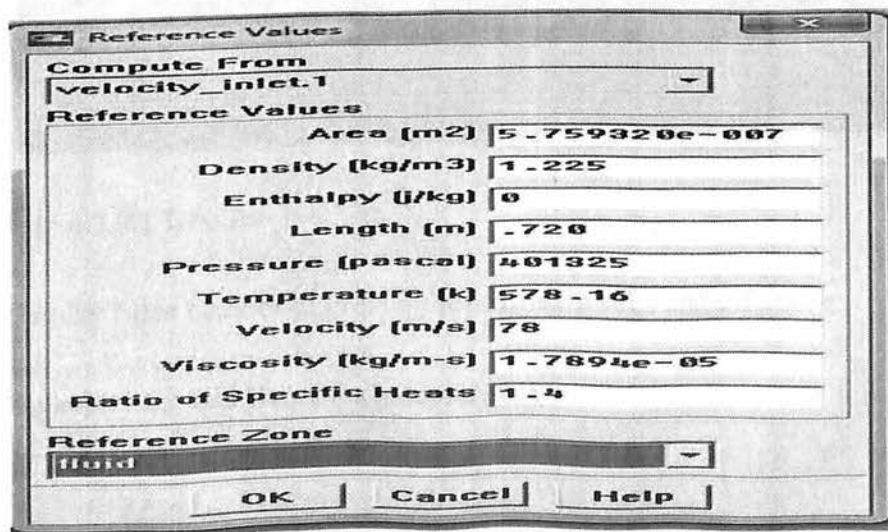 Reference Values
Compute From
velocity_inlet.1
Reference Values
Area (m2) 5.759320e-007
Density (kg/m3) 1.225
Enthalpy (j/kg) 0
Length (m) .720
Pressure (pascal) 401325
Temperature (k) 578.16
Velocity (m/s) 78
Viscosity (kg/m-s) 1.7894e-05
Ratio of Specific Heats 1.4
Reference Zone
fluid
OK Cancel Help